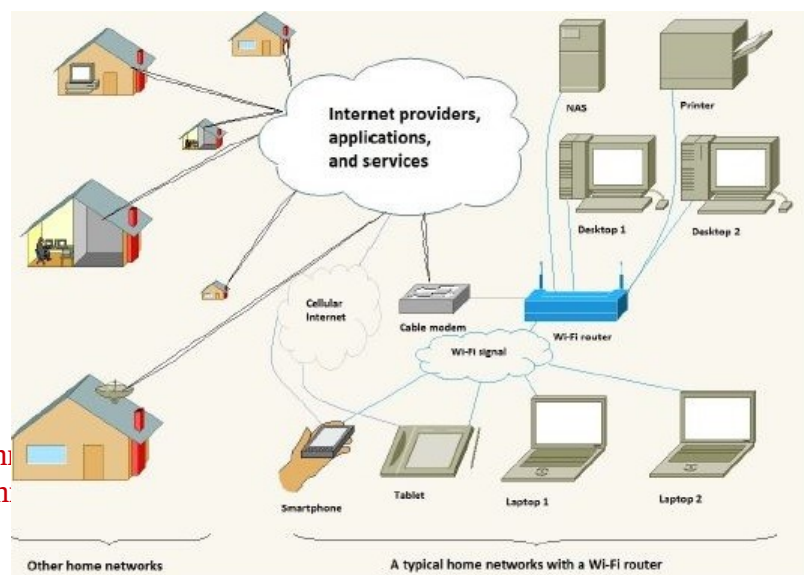 Internet providers,
applications,
and services
NAS
Printer
Desktop 1
Desktop 2
Cellular
Internet
Cable modem
Wi-Fi router
Wi-Fi signal
Smartphone
Tablet
Laptop 1
Laptop 2
Other home networks
A typical home networks with a Wi-Fi router